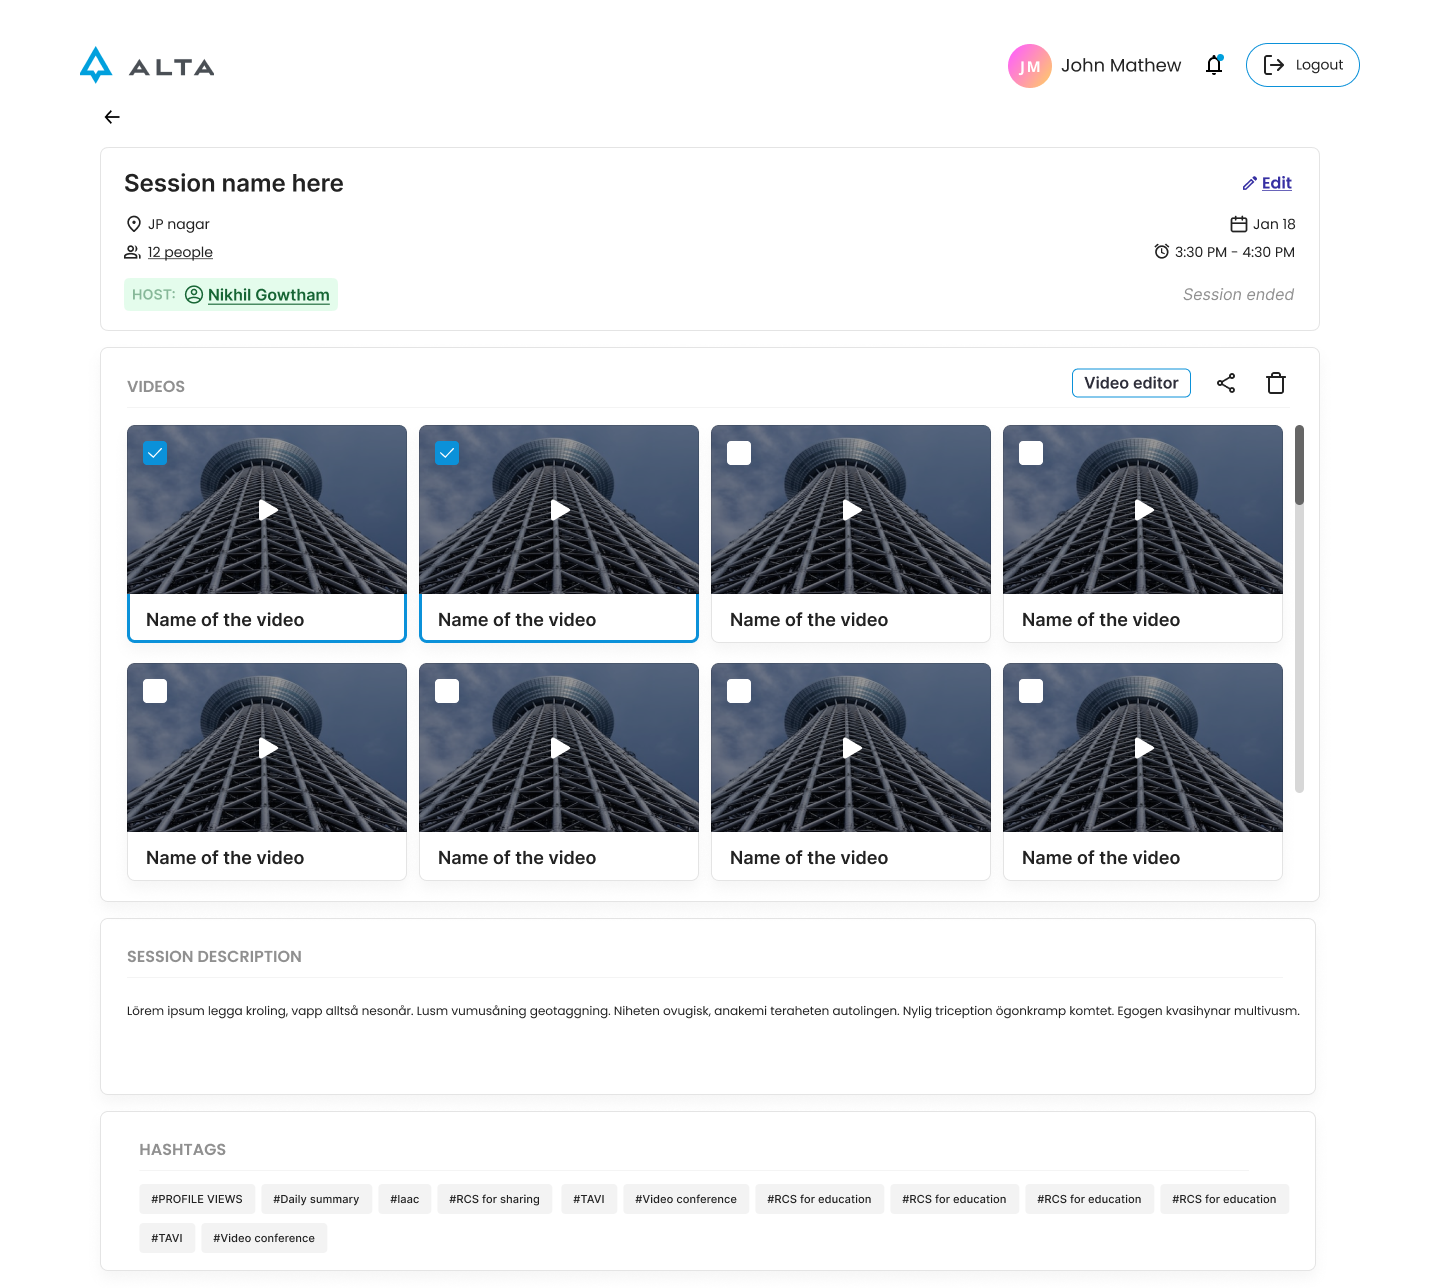 ALTA
JM John Mathew Logout
Session name here Edit
JP nagar Jan 18
12 people 3:30 PM - 4:30 PM
HOST: Nikhil Gowtham Session ended
VIDEOS Video editor
Name of the video Name of the video Name of the video Name of the video
Name of the video Name of the video Name of the video Name of the video
SESSION DESCRIPTION
Lörem ipsum legga kroling, vapp alltså nesonår. Lusm vumusåning geotaggning. Niheten ovugisk, anakemi teraheten autolingen. Nylig triception ögonkramp komtet. Egogen kvasihynar multivusm.
HASHTAGS
#PROFILE VIEWS #Daily summary #laac #RCS for sharing #TAVI #Video conference #RCS for education #RCS for education #RCS for education #RCS for education
#TAVI #Video conference